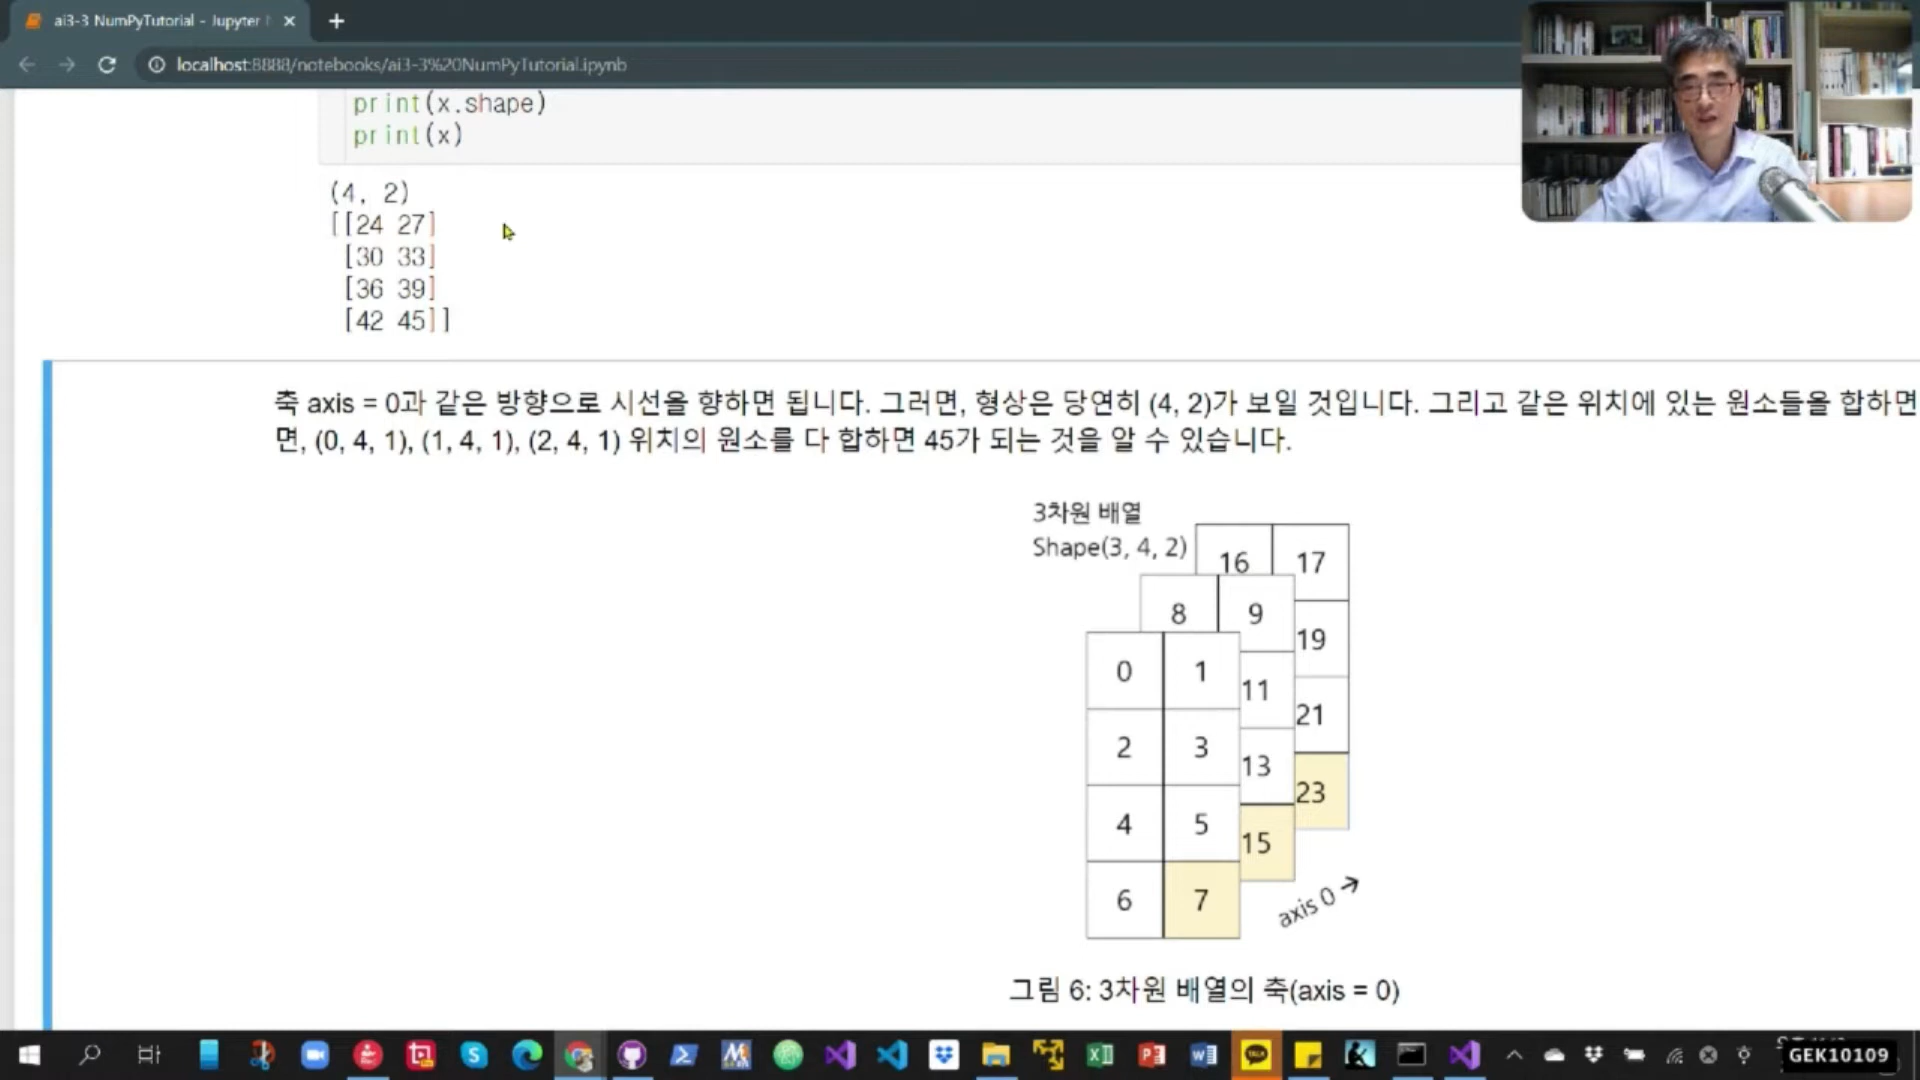 ai3-3 NumPyTutorial - Jupyter
localhost:8888/notebooks/ai3-3%20NumPyTutorial.ipynb
print(x.shape)
print(x)
(4, 2)
[[24 27]
[30 33]
[36 39]
[42 45]]
축 axis = 0과 같은 방향으로 시선을 향하면 됩니다. 그러면, 형상은 당연히 (4, 2)가 보일 것입니다. 그리고 같은 위치에 있는 원소들을 합하면
면, (0, 4, 1), (1, 4, 1), (2, 4, 1) 위치의 원소를 다 합하면 45가 되는 것을 알 수 있습니다.
3차원 배열
Shape(3, 4, 2)
16 17
8 9
19
0 1
11
21
2 3
13
23
4 5
15
6 7
axis 0 →
그림 6: 3차원 배열의 축(axis = 0)
GEK10109